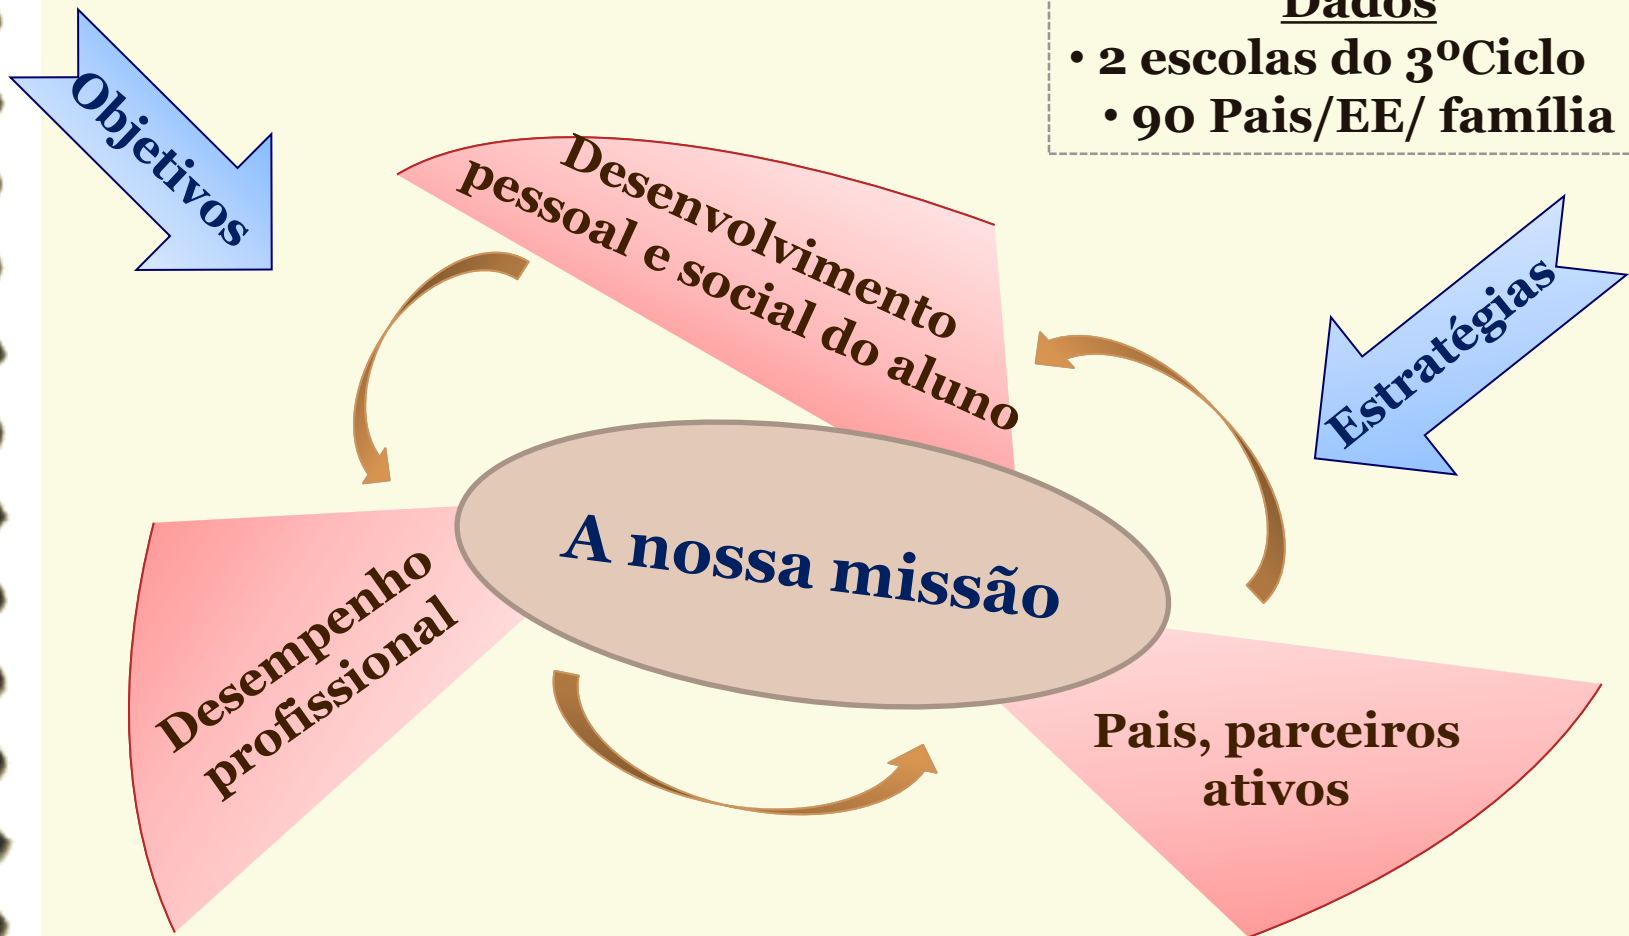 Dados
• 2 escolas do 3ºCiclo
• 90 Pais/EE/ família
Objetivos
Desenvolvimento
pessoal e social do aluno
Estratégias
A nossa missão
Desempenho
profissional
Pais, parceiros
ativos